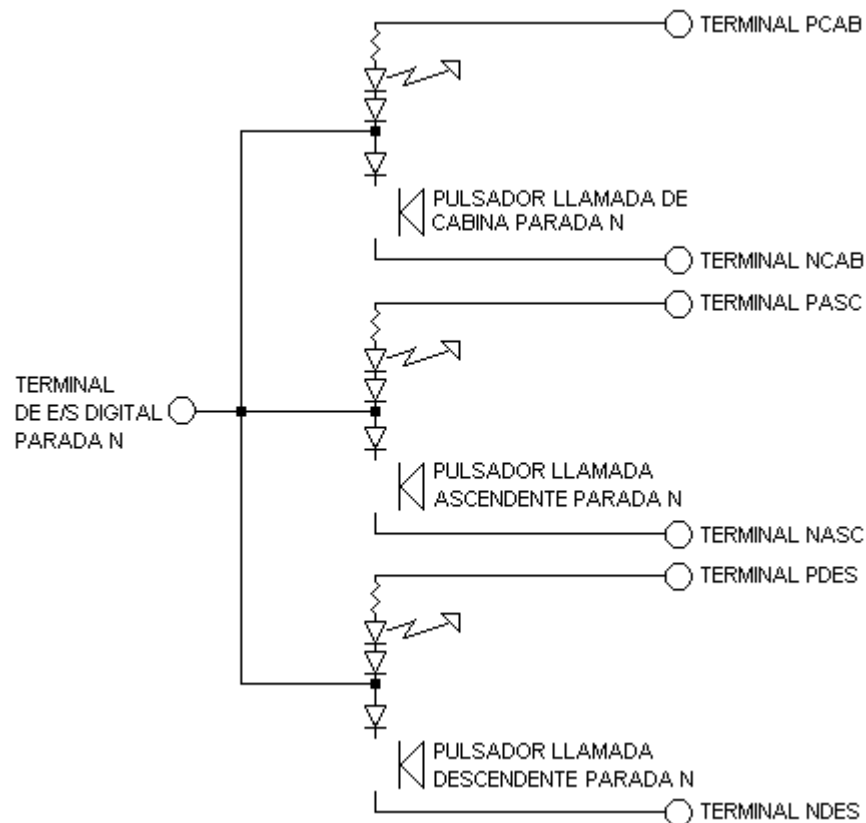 TERMINAL PCAB
PULSADOR LLAMADA DE
CABINA PARADA N
TERMINAL NCAB
TERMINAL PASC
TERMINAL
DE E/S DIGITAL
PARADA N
PULSADOR LLAMADA
ASCENDENTE PARADA N
TERMINAL NASC
TERMINAL PDES
PULSADOR LLAMADA
DESCENDENTE PARADA N
TERMINAL NDES